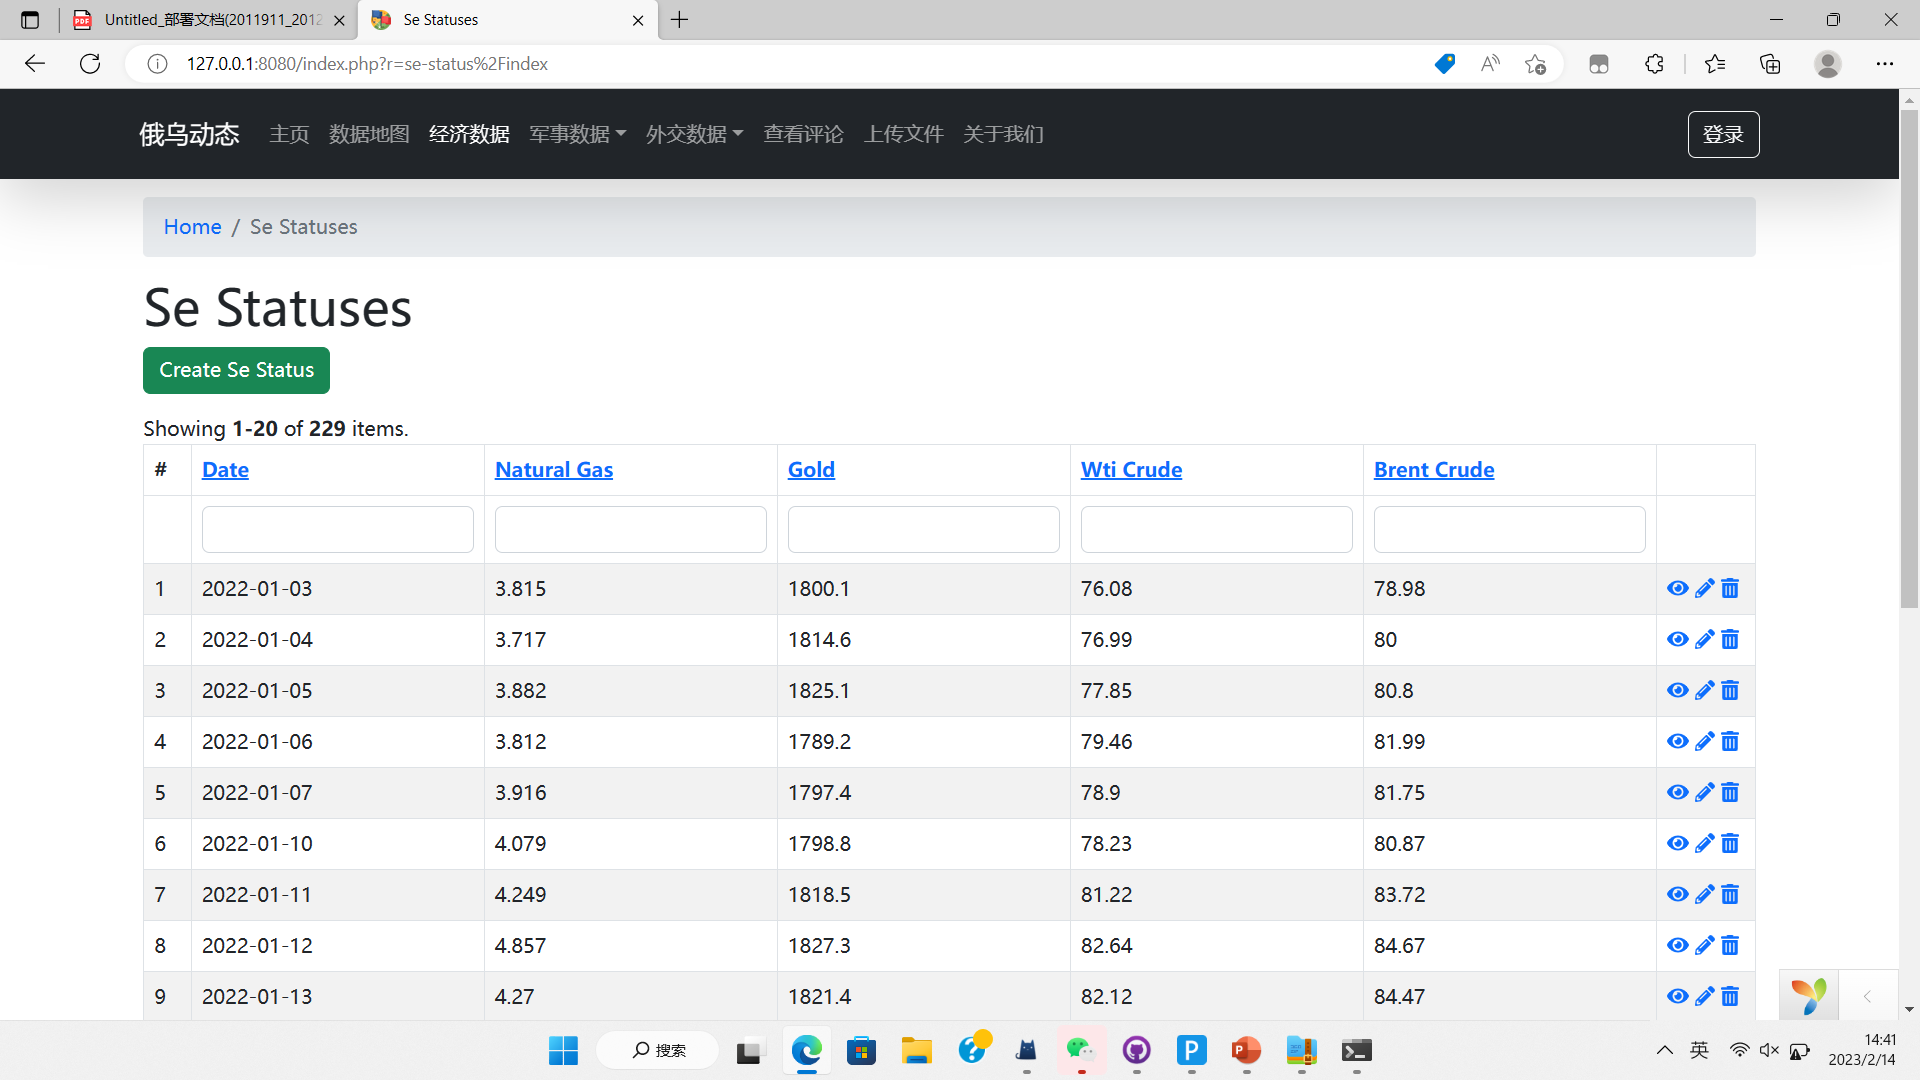 Untitled_部署文档(2011911_2012
Se Statuses
127.0.0.1:8080/index.php?r=se-status%2Findex
俄乌动态 主页 数据地图 经济数据 军事数据 外交数据 查看评论 上传文件 关于我们 登录
Home / Se Statuses
Se Statuses
Create Se Status
Showing 1-20 of 229 items.
# Date Natural Gas Gold Wti Crude Brent Crude
1 2022-01-03 3.815 1800.1 76.08 78.98
2 2022-01-04 3.717 1814.6 76.99 80
3 2022-01-05 3.882 1825.1 77.85 80.8
4 2022-01-06 3.812 1789.2 79.46 81.99
5 2022-01-07 3.916 1797.4 78.9 81.75
6 2022-01-10 4.079 1798.8 78.23 80.87
7 2022-01-11 4.249 1818.5 81.22 83.72
8 2022-01-12 4.857 1827.3 82.64 84.67
9 2022-01-13 4.27 1821.4 82.12 84.47
搜索
英
14:41
2023/2/14